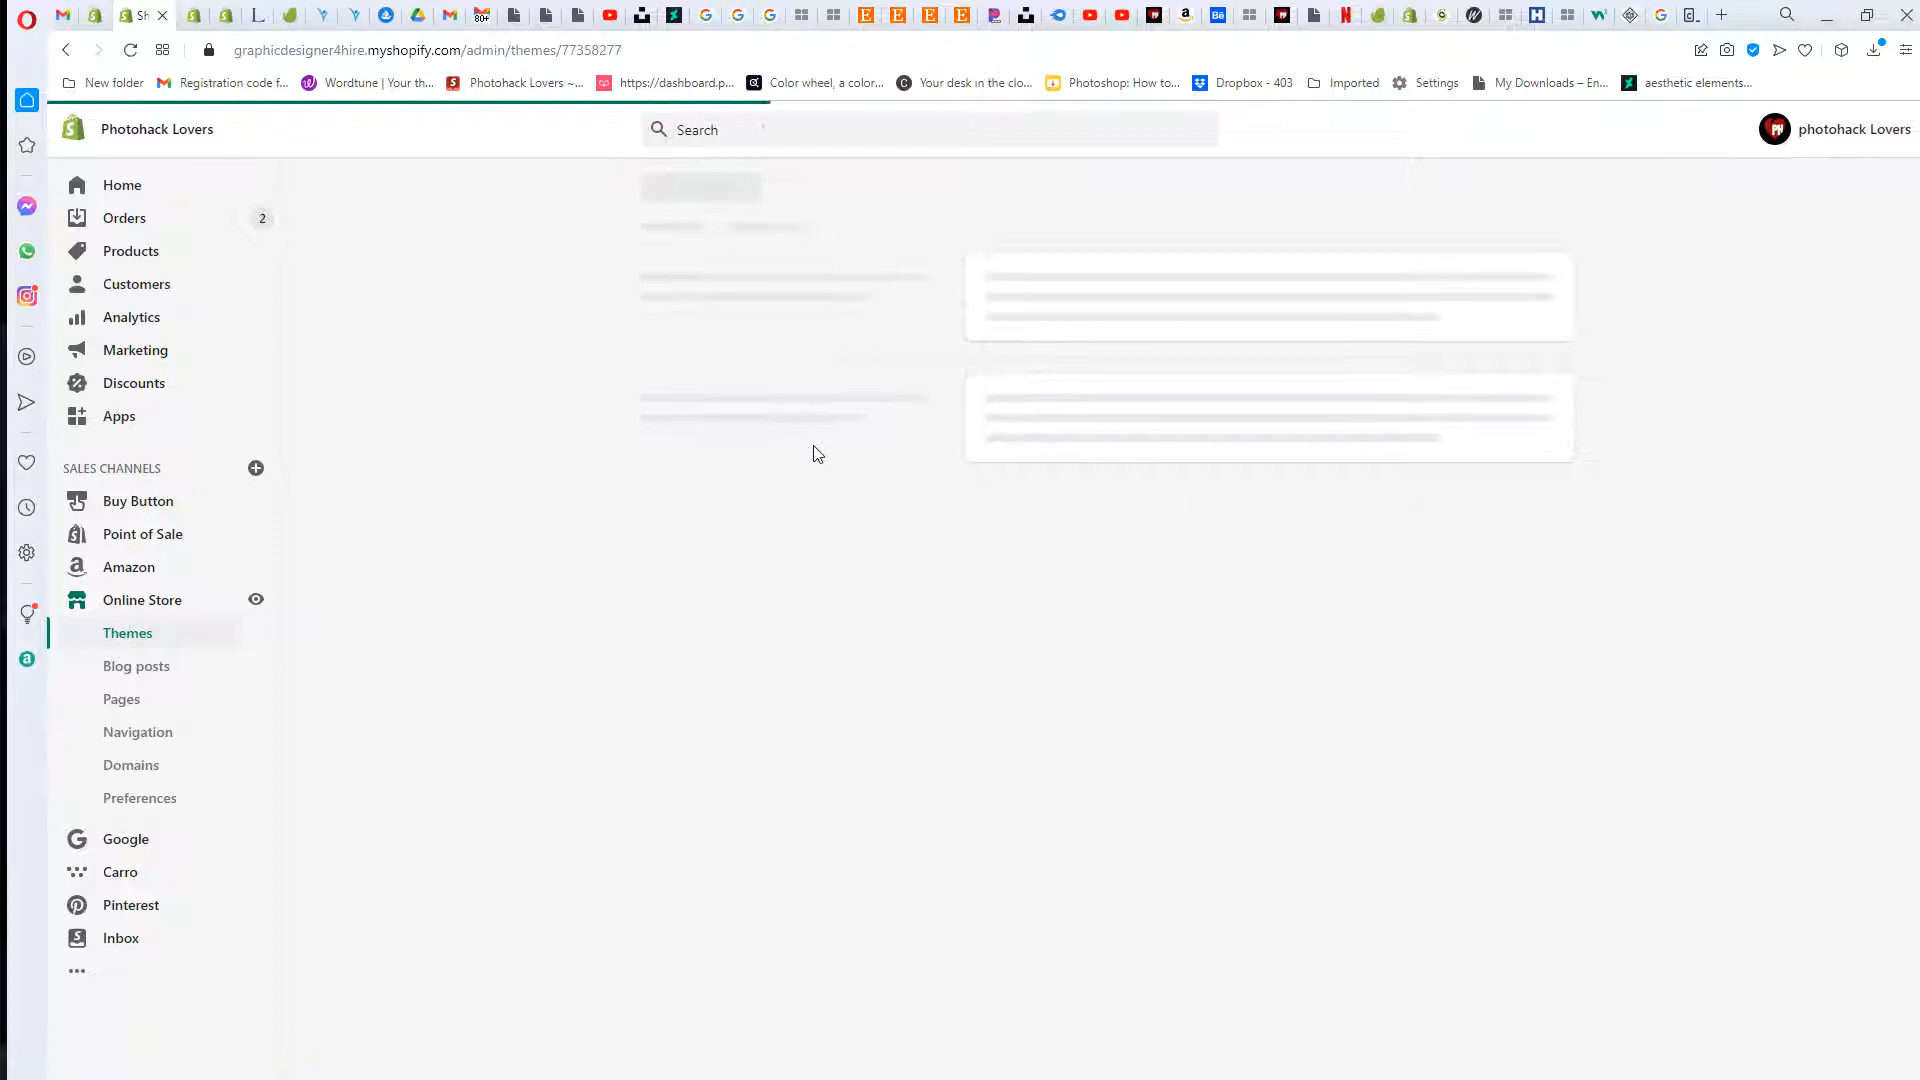 Sh
80+
graphicdesigner4hire.myshopify.com/admin/themes/77358277
New folder
Registration code f...
Wordtune | Your th...
Photohack Lovers ~...
https://dashboard.p...
Color wheel, a color...
Your desk in the clo...
Photoshop: How to...
Dropbox - 403
Imported
Settings
My Downloads – En...
aesthetic elements...
Photohack Lovers
Search
photohack Lovers
Home
Orders
2
Products
Customers
Analytics
Marketing
Discounts
Apps
SALES CHANNELS
Buy Button
Point of Sale
Amazon
Online Store
Themes
Blog posts
Pages
Navigation
Domains
Preferences
Google
Carro
Pinterest
Inbox